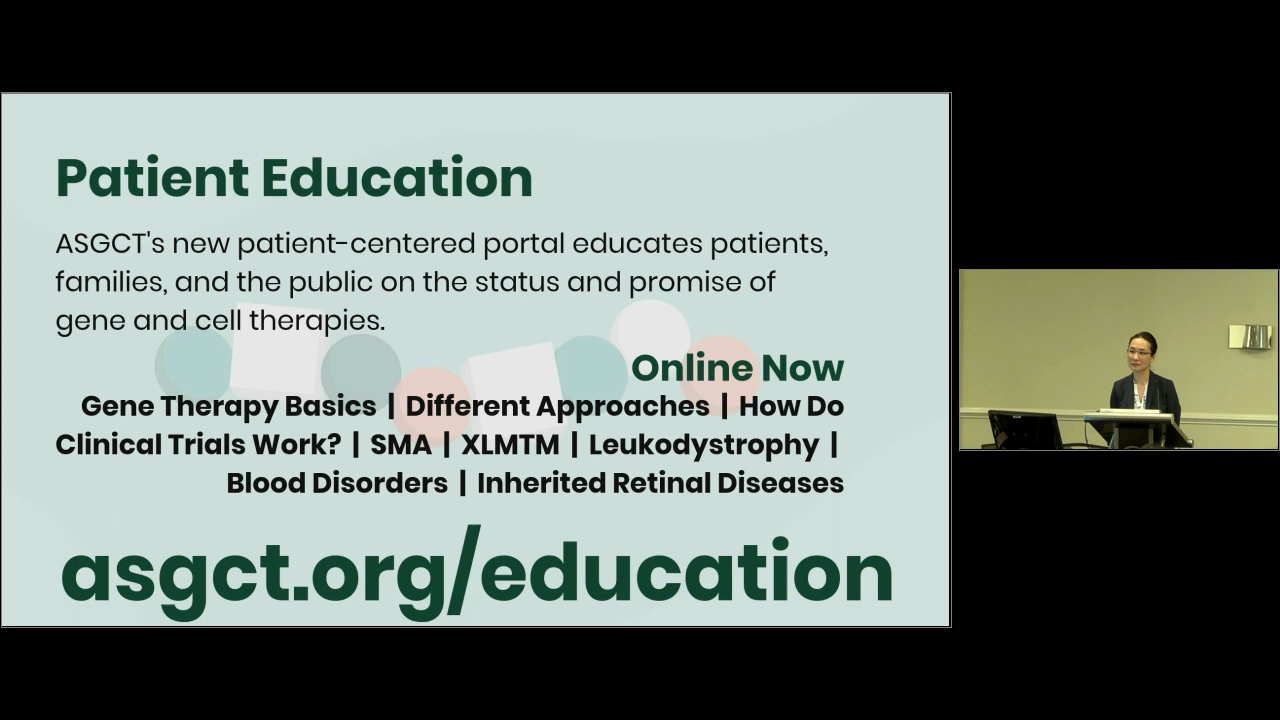 Patient Education
ASGCT's new patient-centered portal educates patients,
families, and the public on the status and promise of
gene and cell therapies.
Online Now
Gene Therapy Basics | Different Approaches | How Do
Clinical Trials Work? | SMA | XLMTM | Leukodystrophy |
Blood Disorders | Inherited Retinal Diseases
asgct.org/education